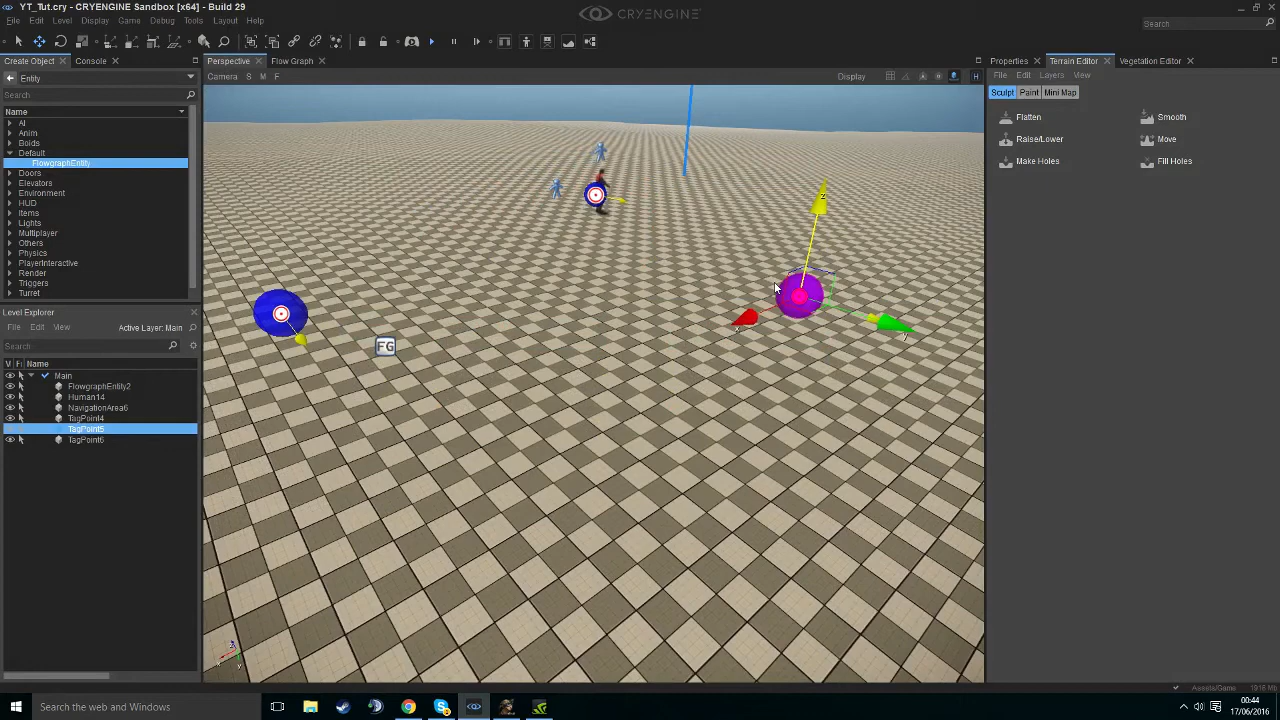 YT_Tut.cry - CRYENGINE Sandbox [x64] - Build 29
CRYENGINE
File Edit Level Display Game Debug Tools Layout Help
Search
Create Object Console
Perspective Flow Graph
Properties Terrain Editor Vegetation Editor
Entity
Camera S M F
Display
H
File Edit Layers View
Search
Sculpt Paint Mini Map
Name
AI
Anim
Boids
Default
FlowgraphEntity
Doors
Elevators
Environment
HUD
Items
Lights
Multiplayer
Others
Physics
PlayerInteractive
Render
Triggers
Turret
Flatten Smooth
Raise/Lower Move
Make Holes Fill Holes
z
x
y
FG
Level Explorer
File Edit View Active Layer: Main
Search
V Name
Main
FlowgraphEntity2
Human14
NavigationArea6
TagPoint4
TagPoint5
TagPoint6
x
y
Assets/Game 1916 Mb
Search the web and Windows
00:44
17/06/2016